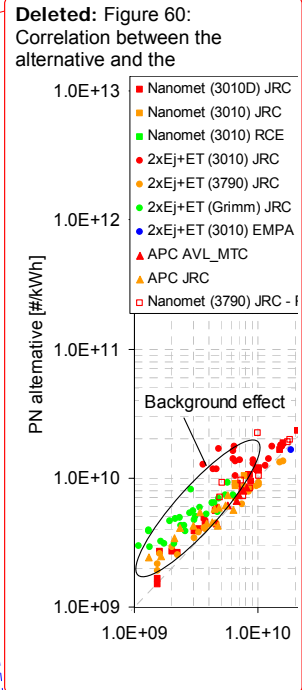 Deleted: Figure 60:
Correlation between the
alternative and the
1.0E+13
Nanomet (3010D) JRC
Nanomet (3010) JRC
Nanomet (3010) RCE
2xEj+ET (3010) JRC
2xEj+ET (3790) JRC
2xEj+ET (Grimm) JRC
2xEj+ET (3010) EMPA
APC AVL_MTC
APC JRC
Nanomet (3790) JRC -
1.0E+12
PN alternative [#/kWh]
1.0E+11
Background effect
1.0E+10
1.0E+09
1.0E+09 1.0E+10